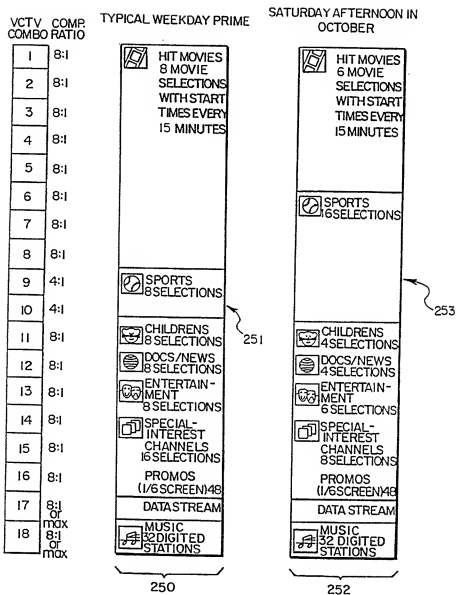 VCTV COMP.
COMBO RATIO
TYPICAL WEEKDAY PRIME
SATURDAY AFTERNOON IN
OCTOBER
1 8:1
2 8:1
3 8:1
4 8:1
5 8:1
6 8:1
7 8:1
8 8:1
9 4:1
10 4:1
11 8:1
12 8:1
13 8:1
14 8:1
15 8:1
16 8:1
17 8:1
or
max
18 8:1
or
max
HIT MOVIES
8 MOVIE
SELECTIONS
WITH START
TIMES EVERY
15 MINUTES
SPORTS
8 SELECTIONS
251
CHILDRENS
8 SELECTIONS
DOCS/NEWS
8 SELECTIONS
ENTERTAIN-
MENT
8 SELECTIONS
SPECIAL-
INTEREST
CHANNELS
16 SELECTIONS
PROMOS
(1/6 SCREEN) 48
DATA STREAM
MUSIC
32 DIGITED
STATIONS
250
HIT MOVIES
6 MOVIE
SELECTIONS
WITH START
TIMES EVERY
15 MINUTES
SPORTS
16 SELECTIONS
253
CHILDRENS
4 SELECTIONS
DOCS/NEWS
4 SELECTIONS
ENTERTAIN-
MENT
6 SELECTIONS
SPECIAL-
INTEREST
CHANNELS
8 SELECTIONS
PROMOS
(1/6 SCREEN) 48
DATA STREAM
MUSIC
32 DIGITED
STATIONS
252